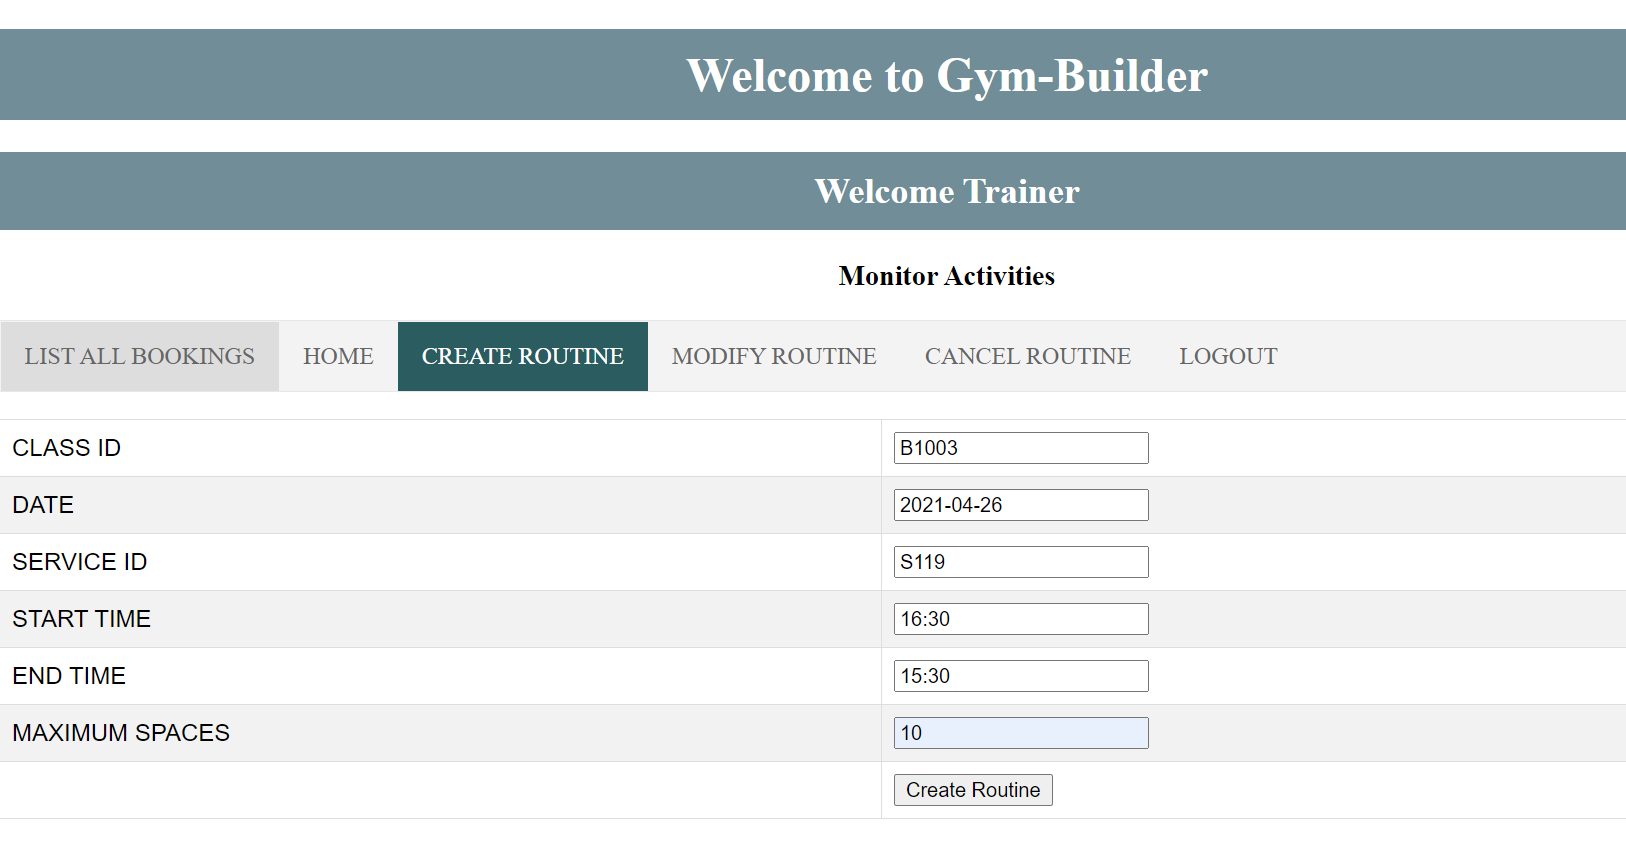 Welcome to Gym-Builder
Welcome Trainer
Monitor Activities
LIST ALL BOOKINGS HOME CREATE ROUTINE MODIFY ROUTINE CANCEL ROUTINE LOGOUT
CLASS ID B1003
DATE 2021-04-26
SERVICE ID S119
START TIME 16:30
END TIME 15:30
MAXIMUM SPACES 10
Create Routine